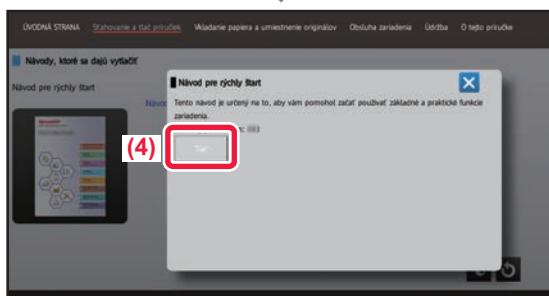 ÚVODNÁ STRANA Sťahovanie a tlač príručiek Vkladanie papiera a umiestnenie originálov Obsluha zariadenia Údržba O tejto príručke
Návody, ktoré sa dajú vytlačiť
Návod pre rýchly štart
Návod pre rýchly štart
Návod
Tento návod je určený na to, aby vám pomohol začať používať základné a praktické funkcie
zariadenia.
(4)
Tlač